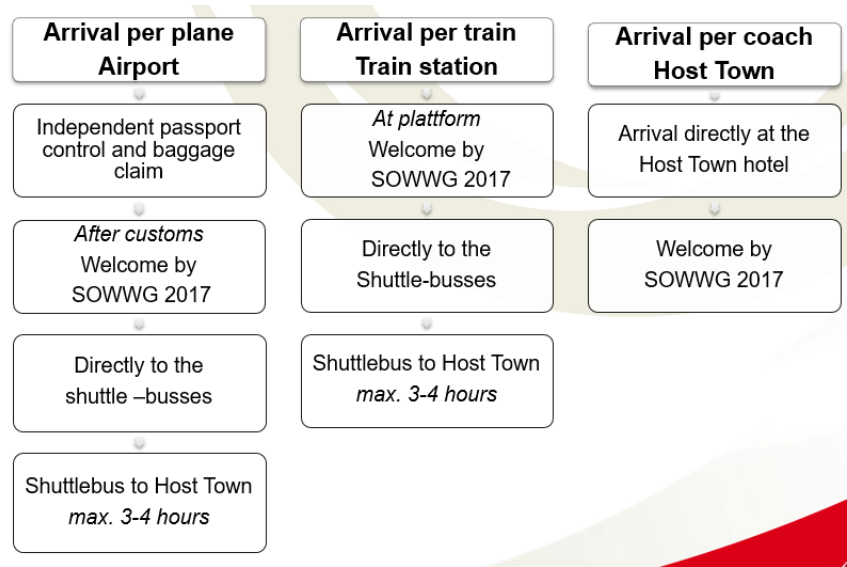 Arrival per plane
Airport
Independent passport
control and baggage
claim
After customs
Welcome by
SOWWG 2017
Directly to the
shuttle –busses
Shuttlebus to Host Town
max. 3-4 hours
Arrival per train
Train station
At plattform
Welcome by
SOWWG 2017
Directly to the
Shuttle-busses
Shuttlebus to Host Town
max. 3-4 hours
Arrival per coach
Host Town
Arrival directly at the
Host Town hotel
Welcome by
SOWWG 2017